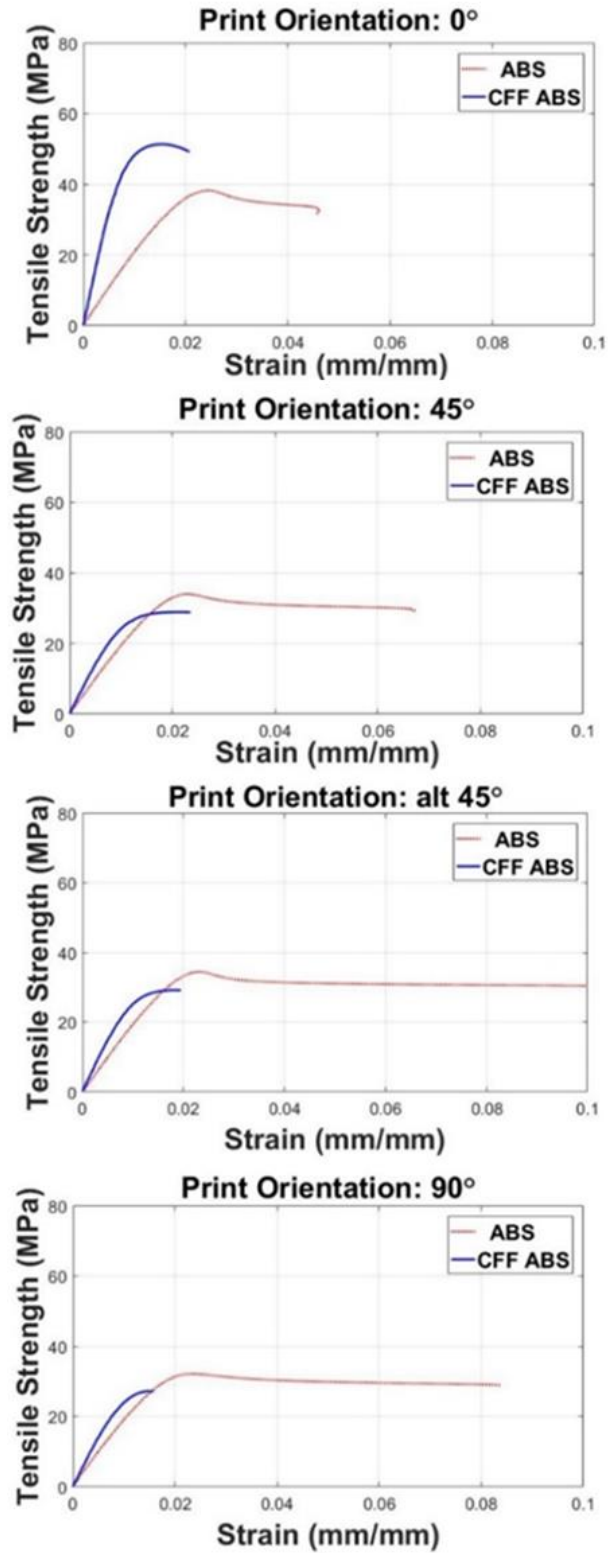 Print Orientation: 0°
Tensile Strength (MPa)
80
60
40
20
0
ABS
CFF ABS
0 0.02 0.04 0.06 0.08 0.1
Strain (mm/mm)
Print Orientation: 45°
Tensile Strength (MPa)
80
60
40
20
0
ABS
CFF ABS
0 0.02 0.04 0.06 0.08 0.1
Strain (mm/mm)
Print Orientation: alt 45°
Tensile Strength (MPa)
80
60
40
20
0
ABS
CFF ABS
0 0.02 0.04 0.06 0.08 0.1
Strain (mm/mm)
Print Orientation: 90°
Tensile Strength (MPa)
80
60
40
20
0
ABS
CFF ABS
0 0.02 0.04 0.06 0.08 0.1
Strain (mm/mm)